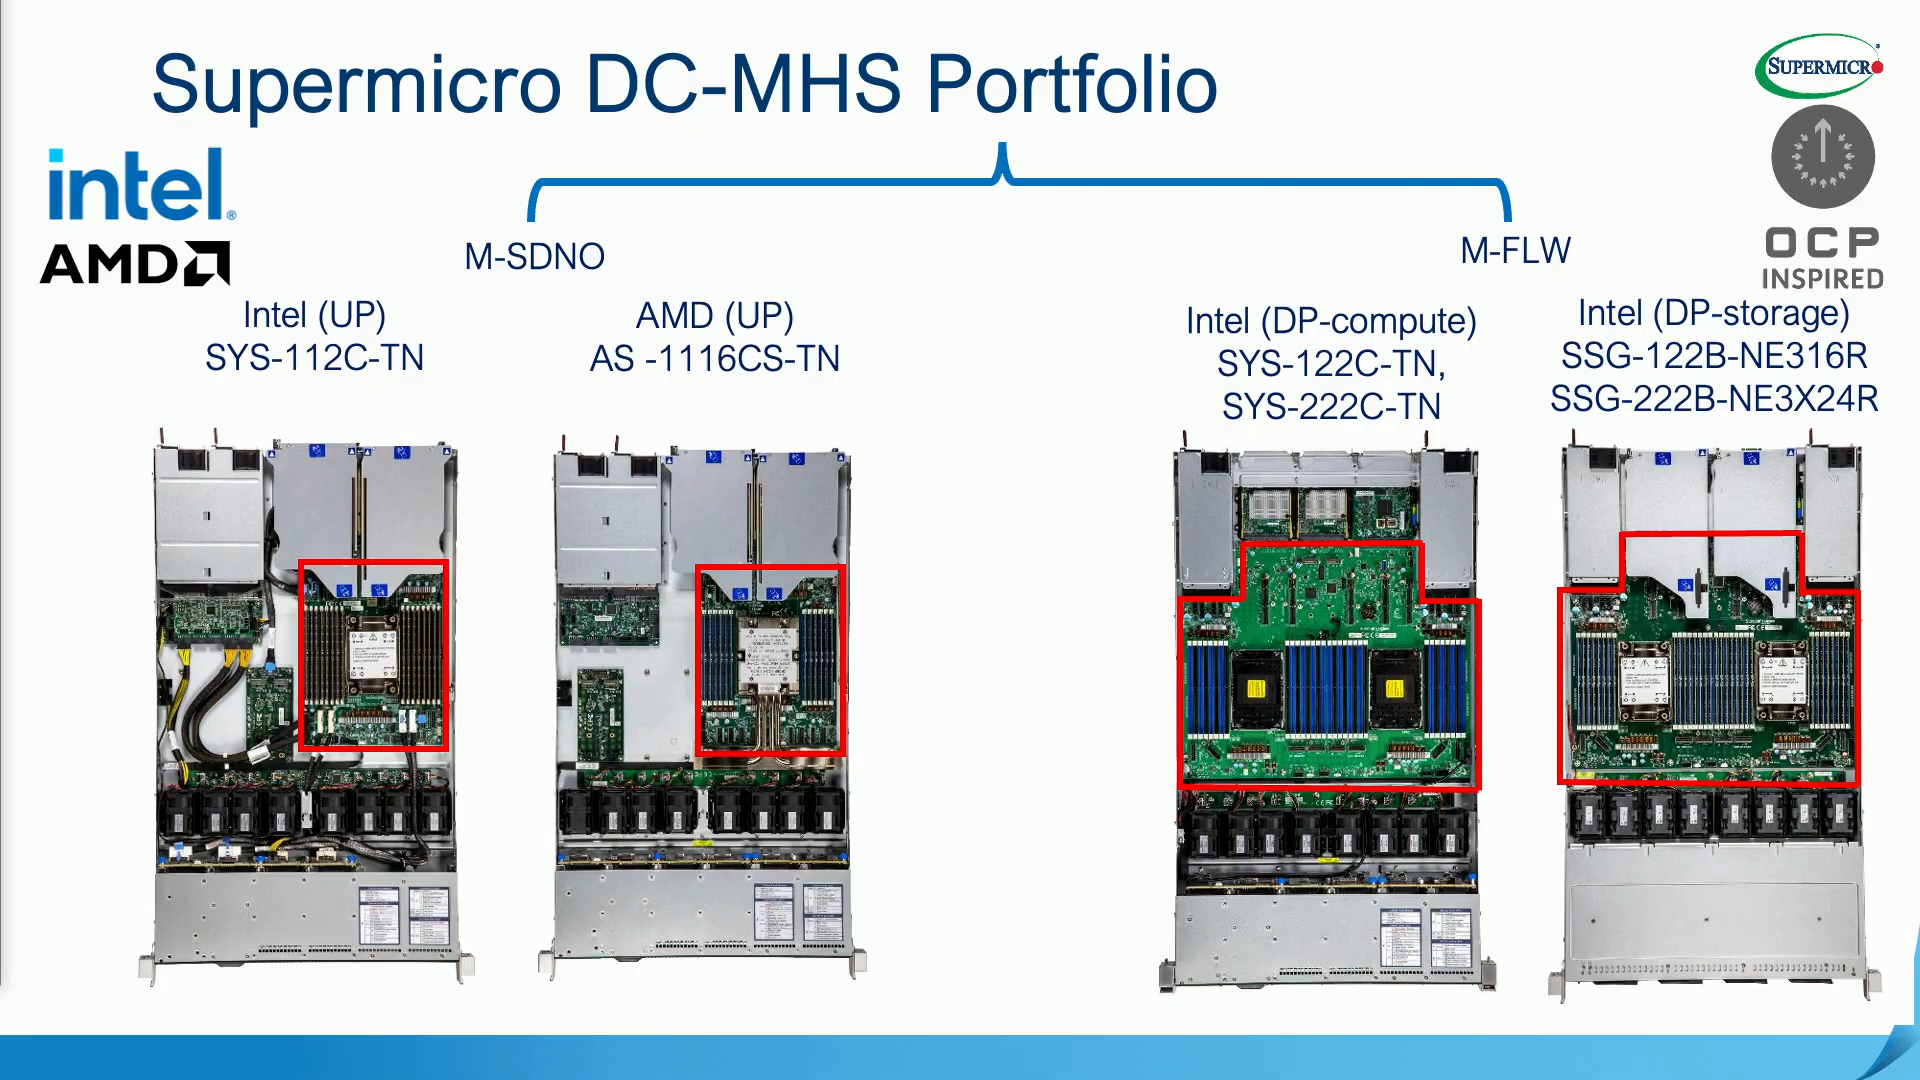 Supermicro DC-MHS Portfolio
SUPERMICRO
intel®
AMD
OCP
INSPIRED
M-SDNO
M-FLW
Intel (UP)
SYS-112C-TN
AMD (UP)
AS -1116CS-TN
Intel (DP-compute)
SYS-122C-TN,
SYS-222C-TN
Intel (DP-storage)
SSG-122B-NE316R
SSG-222B-NE3X24R